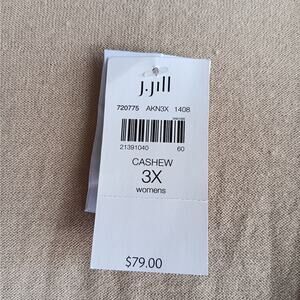 J.Jill
720775 AKN3X 1408
21391040 60
CASHEW
3X
womens
$79.00